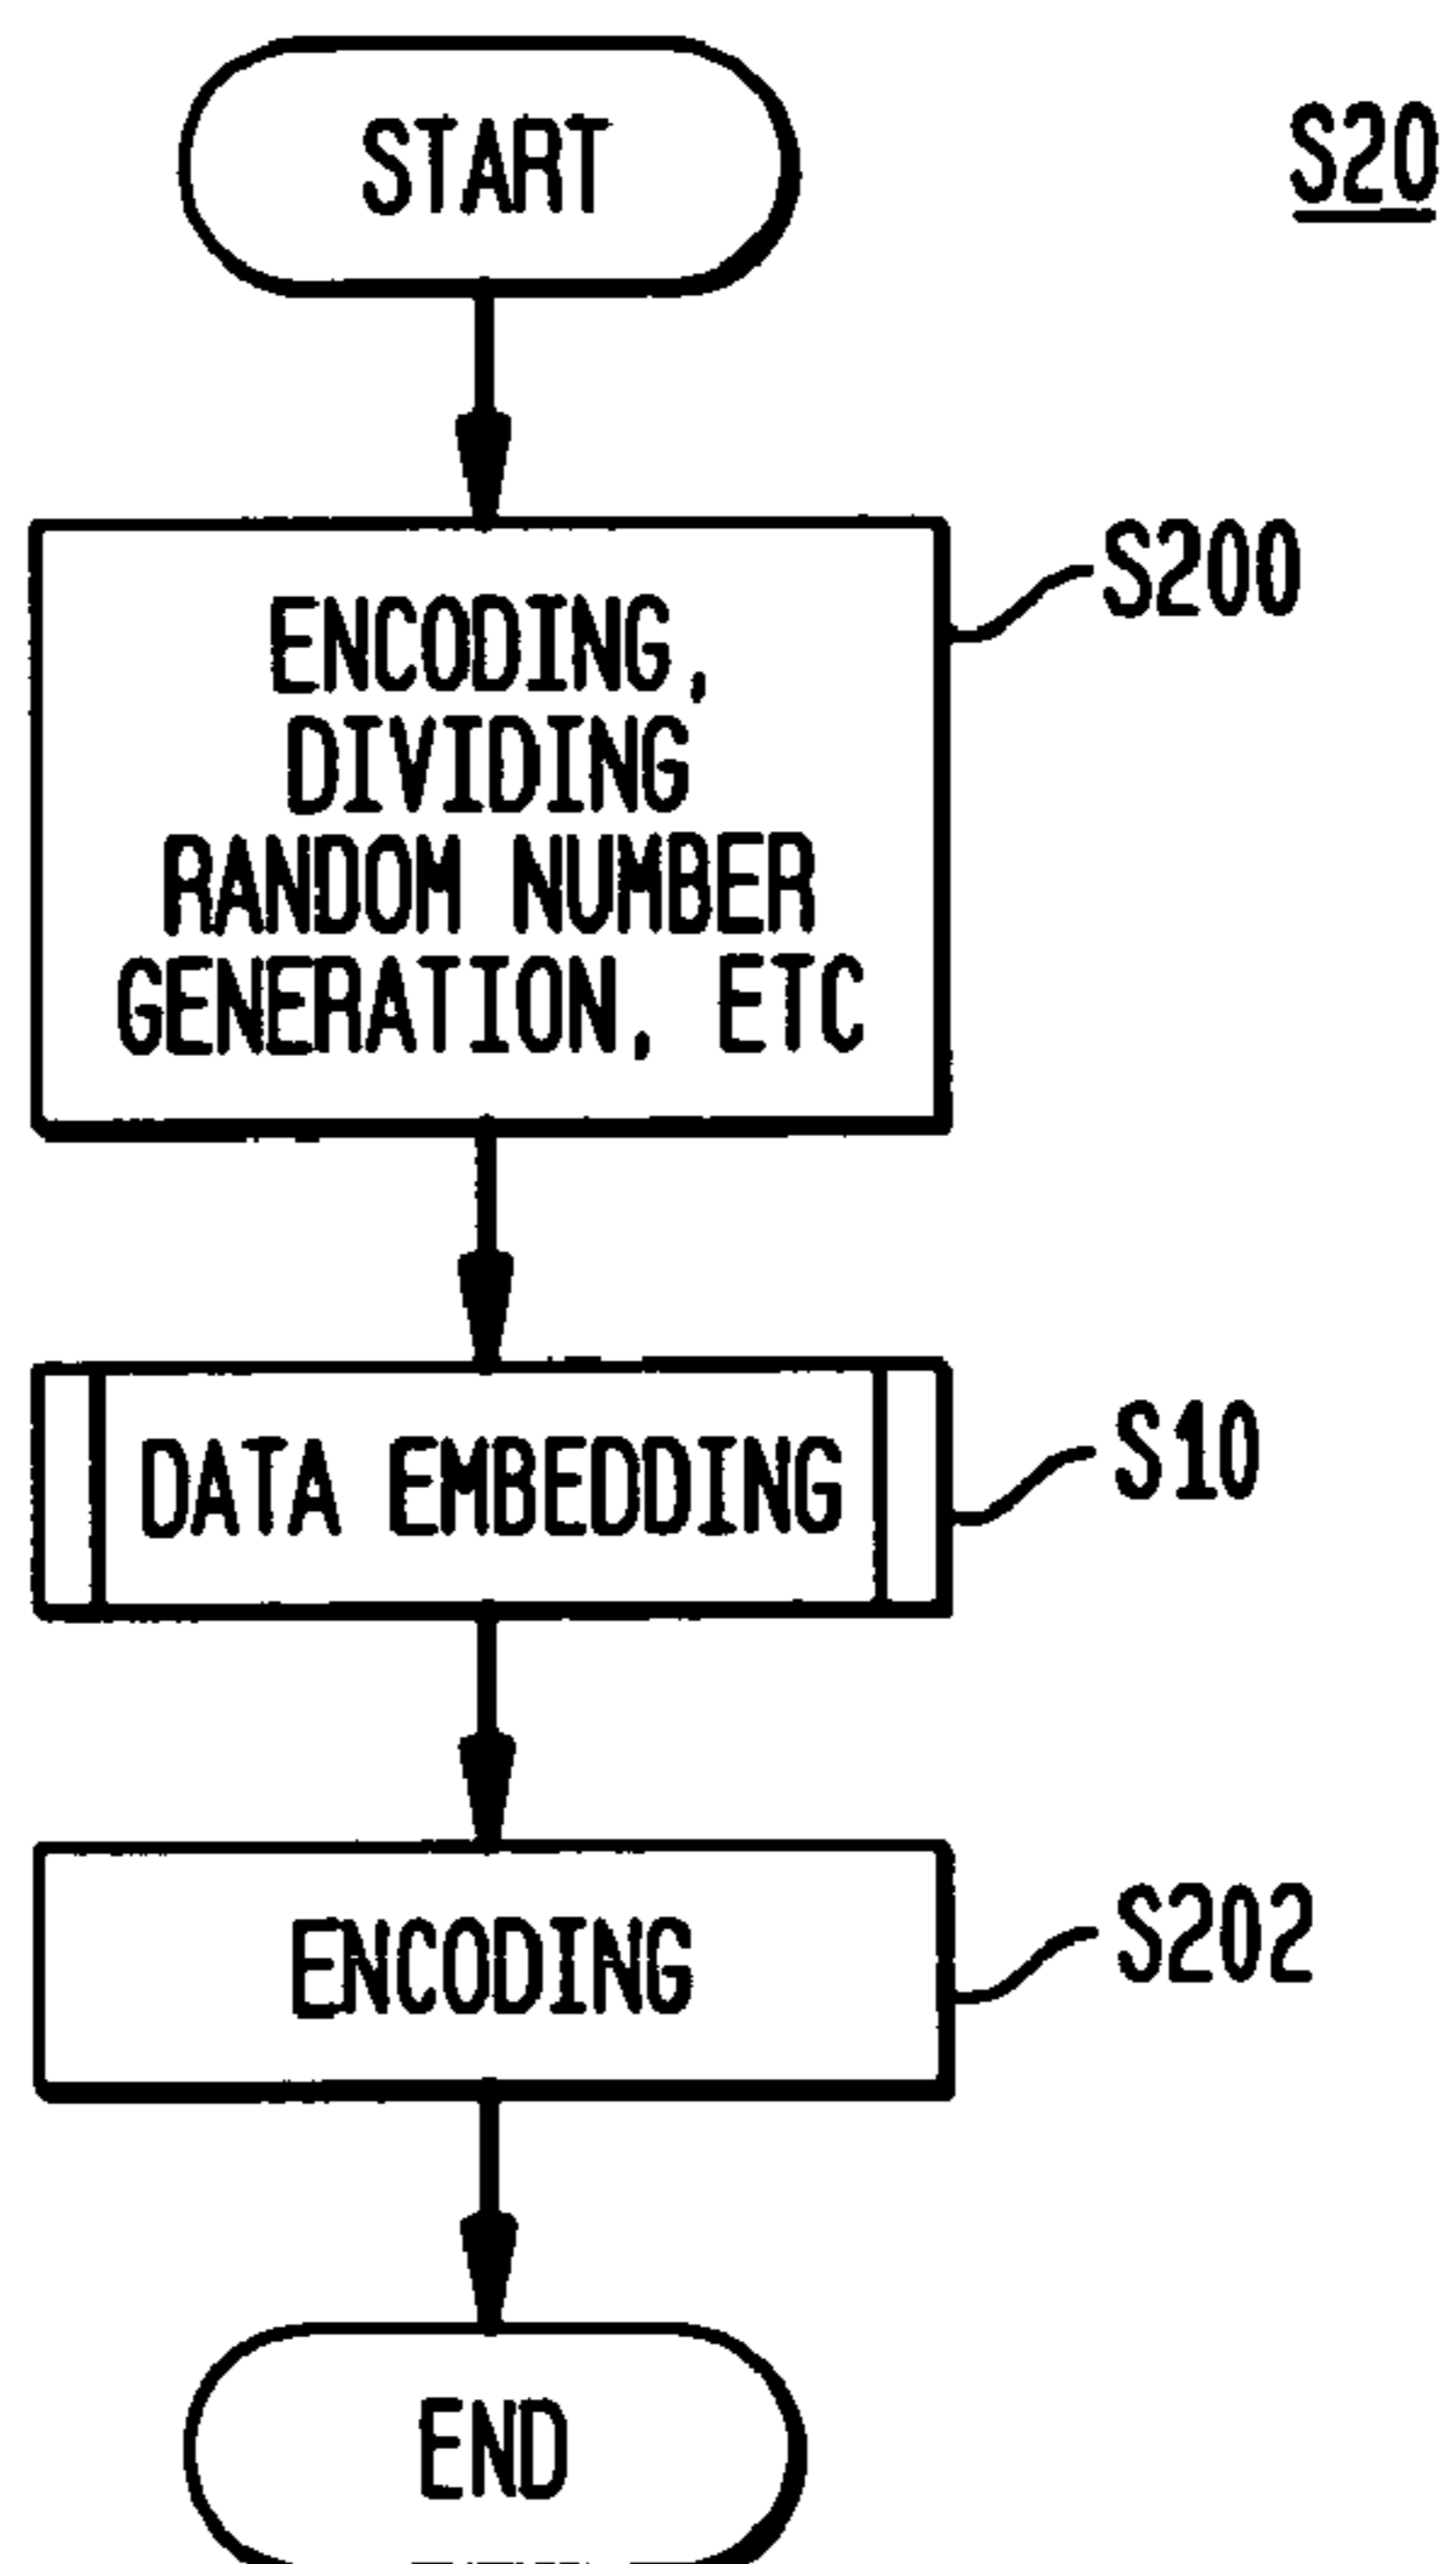 START
S20
S200
ENCODING,
DIVIDING
RANDOM NUMBER
GENERATION, ETC
S10
DATA EMBEDDING
S202
ENCODING
END